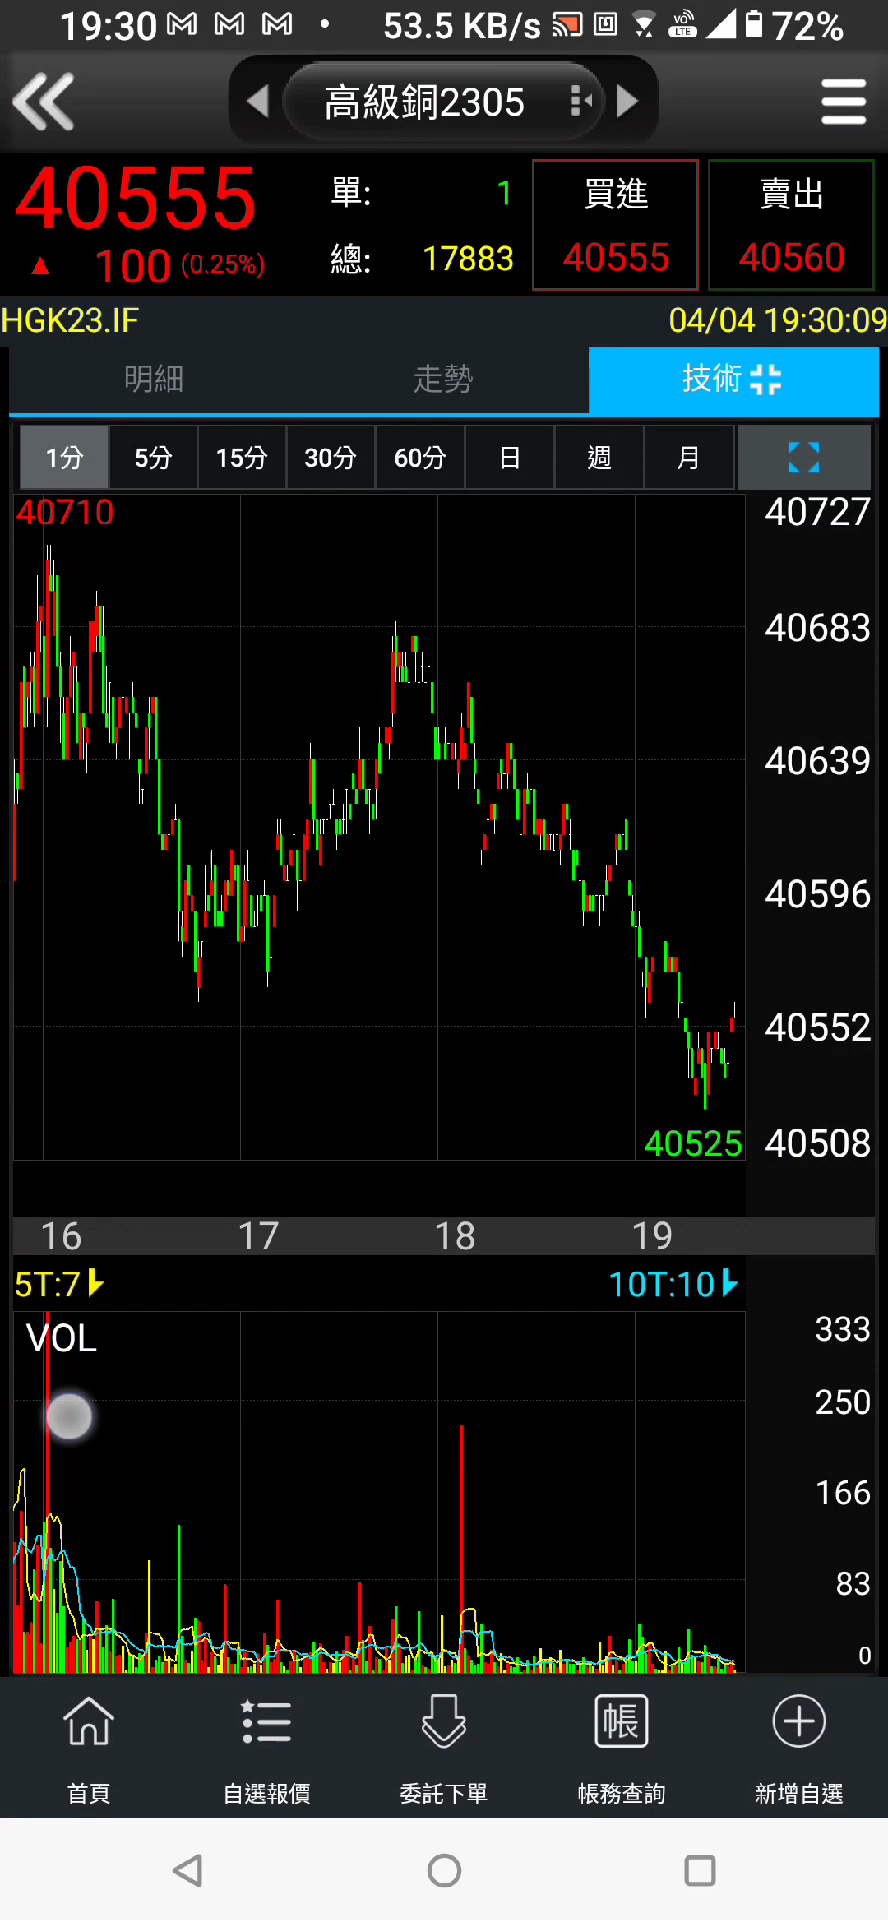 19:30 53.5 KB/s VO LTE 72%
高級銅2305
40555
▲ 100 (0.25%)
單: 1
總: 17883
買進
40555
賣出
40560
HGK23.IF 04/04 19:30:09
明細 走勢 技術
1分 5分 15分 30分 60分 日 週 月
40710
40727
40683
40639
40596
40552
40525
40508
16 17 18 19
5T:7 10T:10
VOL
333
250
166
83
0
帳
首頁 自選報價 委託下單 帳務查詢 新增自選